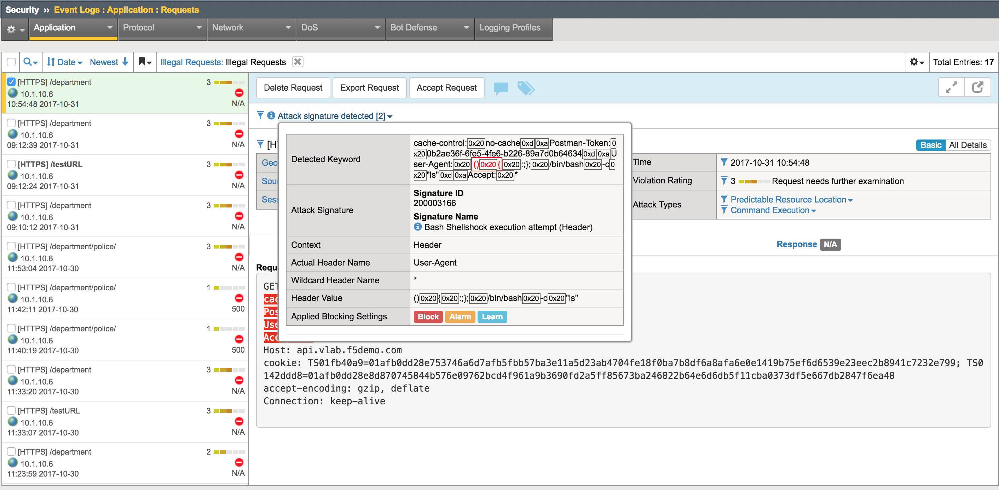 Security ›› Event Logs : Application : Requests
Application Protocol Network DoS Bot Defense Logging Profiles
Date Newest Illegal Requests: Illegal Requests Total Entries: 17
[HTTPS] /department 3
10.1.10.6
10:54:48 2017-10-31 N/A
[HTTPS] /department 3
10.1.10.6
09:12:39 2017-10-31 N/A
[HTTPS] /testURL 3
10.1.10.6
09:12:24 2017-10-31 N/A
[HTTPS] /department 3
10.1.10.6
09:10:12 2017-10-31 N/A
[HTTPS] /department/police/ 3
10.1.10.6
11:53:04 2017-10-30 N/A
[HTTPS] /department/police/ 1
10.1.10.6
11:42:11 2017-10-30 500
[HTTPS] /department/police/ 1
10.1.10.6
11:40:19 2017-10-30 500
[HTTPS] /department 3
10.1.10.6
11:33:20 2017-10-30 N/A
[HTTPS] /testURL 3
10.1.10.6
11:33:07 2017-10-30 N/A
[HTTPS] /department 2
10.1.10.6
11:23:59 2017-10-30 N/A
Delete Request Export Request Accept Request
Attack signature detected [2]
[H
Basic All Details
Geo
Sour
Sess
Detected Keyword
cache-control:0x20no-cache0xd0xaPostman-Token:0
x200b2ae36f-6fe5-4fe6-b226-89a7d0b646340xd0xaU
ser-Agent:0x20()0x20{0x20:;};0x20/bin/bash0x20-c0
x20"ls"0xd0xaAccept:0x20*
Attack Signature
Signature ID
200003166
Signature Name
Bash Shellshock execution attempt (Header)
Context Header
Actual Header Name User-Agent
Wildcard Header Name *
Header Value ()0x20{0x20:;};0x20/bin/bash0x20-c0x20"ls"
Applied Blocking Settings Block Alarm Learn
Time 2017-10-31 10:54:48
Violation Rating 3 Request needs further examination
Attack Types Predictable Resource Location
Command Execution
Response N/A
Requ
GET
cac
Pos
Use
Acc
Host: api.vlab.f5demo.com
cookie: TS01fb40a9=01afb0dd28e753746a6d7afb5fbb57ba3e11a5d23ab4704fe18f0ba7b8df6a8afa6e0e1419b75ef6d6539e23eec2b8941c7232e799; TS0
142ddd8=01afb0dd28e8d870745844b576e09762bcd4f961a9b3690fd2a5ff85673ba246822b64e6d6db5f11cba0373df5e667db2847f6ea48
accept-encoding: gzip, deflate
Connection: keep-alive